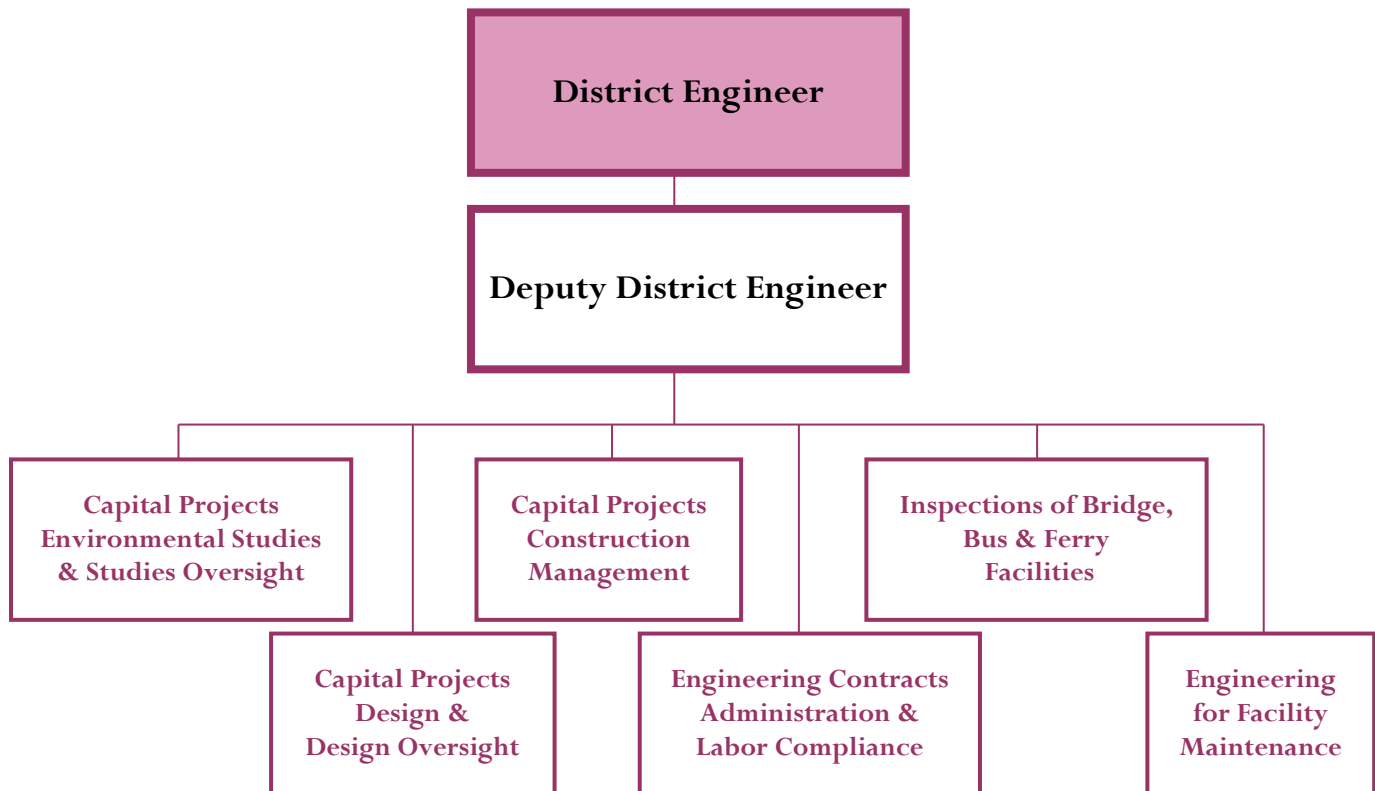 District Engineer
Deputy District Engineer
Capital Projects
Environmental Studies
& Studies Oversight
Capital Projects
Construction
Management
Inspections of Bridge,
Bus & Ferry
Facilities
Capital Projects
Design &
Design Oversight
Engineering Contracts
Administration &
Labor Compliance
Engineering
for Facility
Maintenance